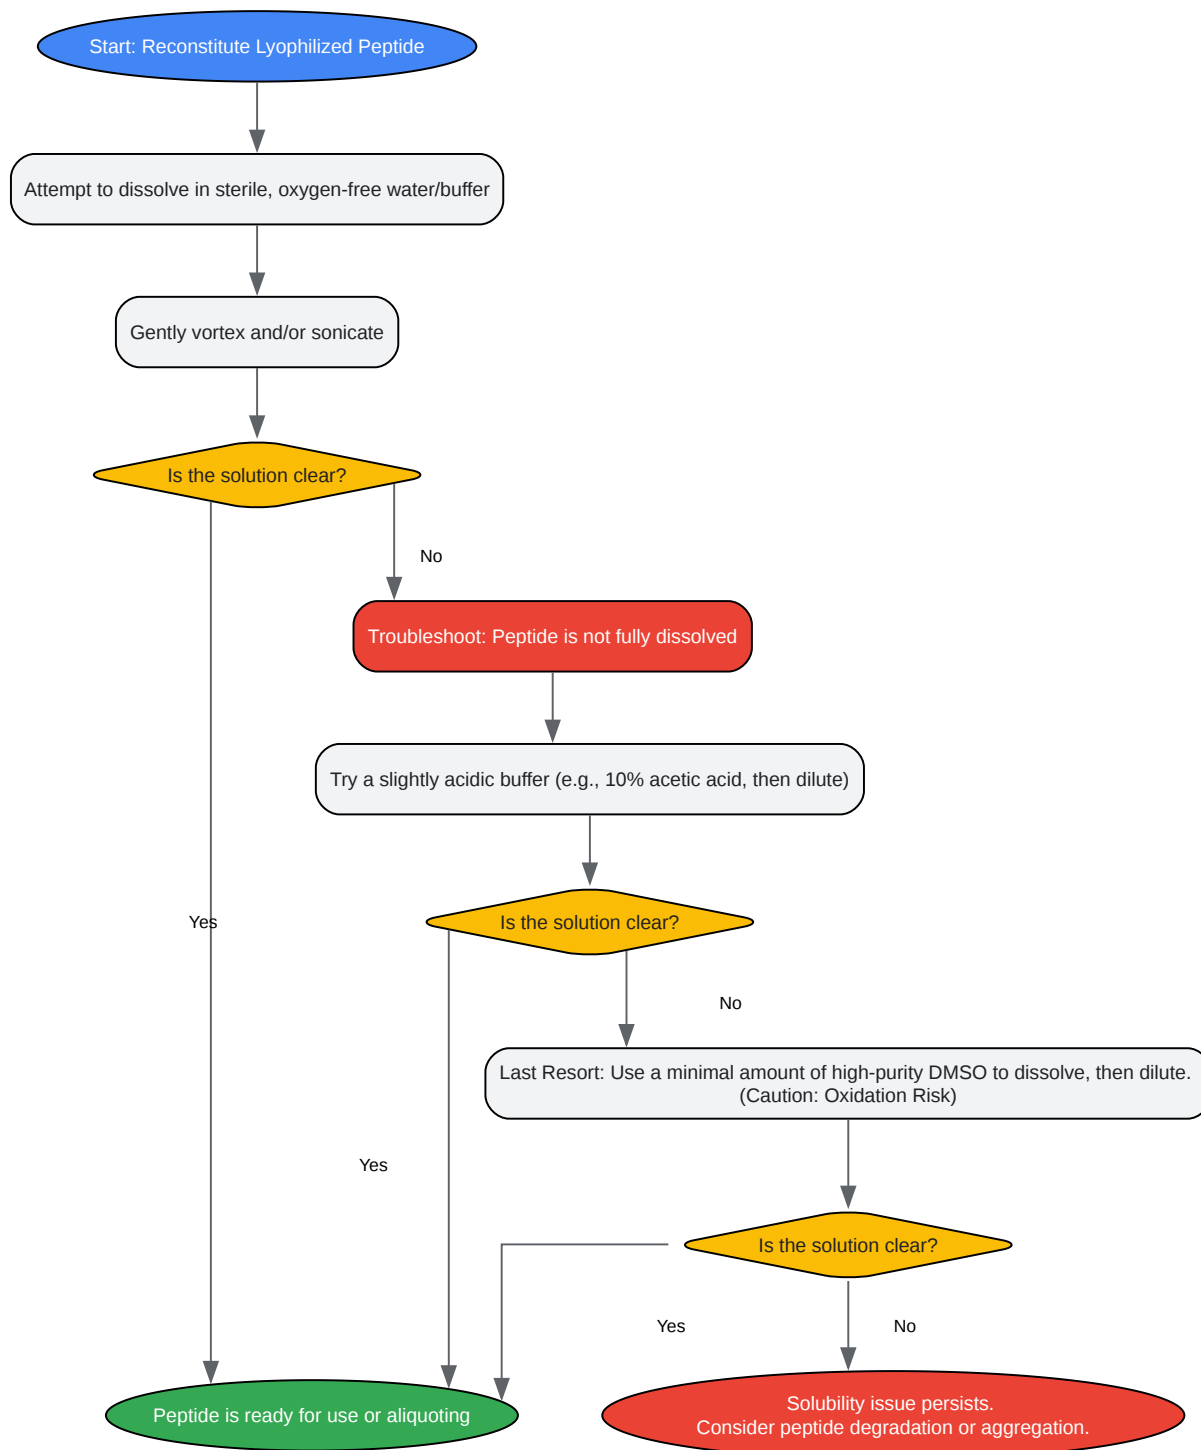 Start: Reconstitute Lyophilized Peptide
Attempt to dissolve in sterile, oxygen-free water/buffer
Gently vortex and/or sonicate
Is the solution clear?
No
Troubleshoot: Peptide is not fully dissolved
Try a slightly acidic buffer (e.g., 10% acetic acid, then dilute)
Yes
Is the solution clear?
No
Last Resort: Use a minimal amount of high-purity DMSO to dissolve, then dilute.
(Caution: Oxidation Risk)
Yes
Is the solution clear?
Yes
No
Peptide is ready for use or aliquoting
Solubility issue persists.
Consider peptide degradation or aggregation.